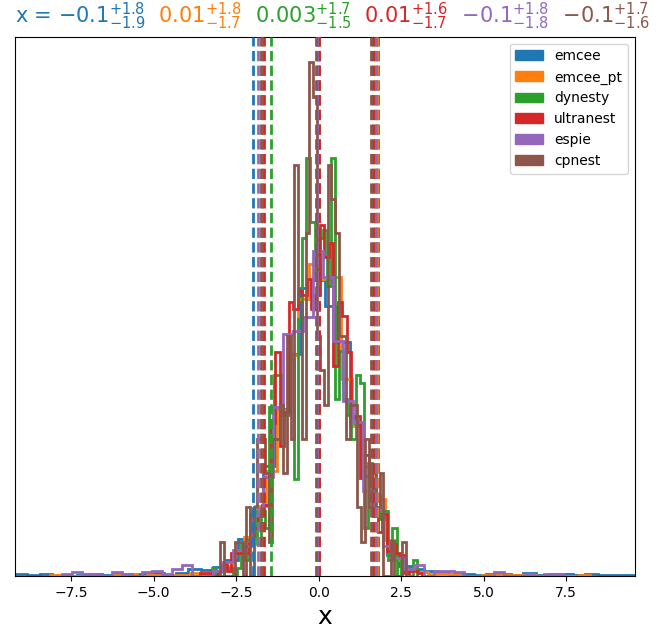 x = −0.1 +1.8 −1.9 0.01 +1.8 −1.7 0.003 +1.7 −1.5 0.01 +1.6 −1.7 −0.1 +1.8 −1.8 −0.1 +1.7 −1.6
emcee
emcee_pt
dynesty
ultranest
espie
cpnest
−7.5 −5.0 −2.5 0.0 2.5 5.0 7.5
x